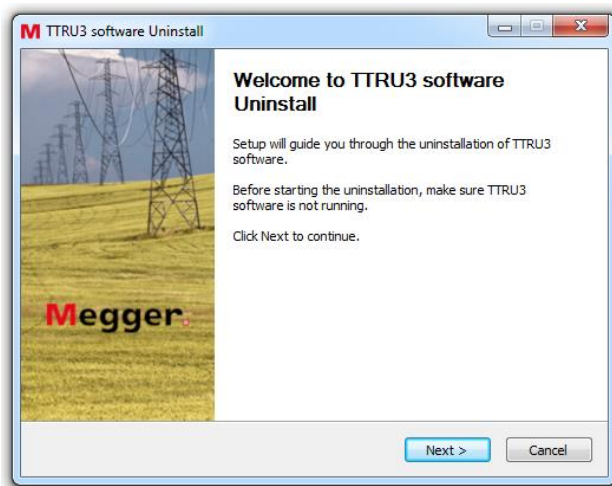 M TTRU3 software Uninstall
Welcome to TTRU3 software
Uninstall
Setup will guide you through the uninstallation of TTRU3
software.
Before starting the uninstallation, make sure TTRU3
software is not running.
Click Next to continue.
Megger.
Next >
Cancel